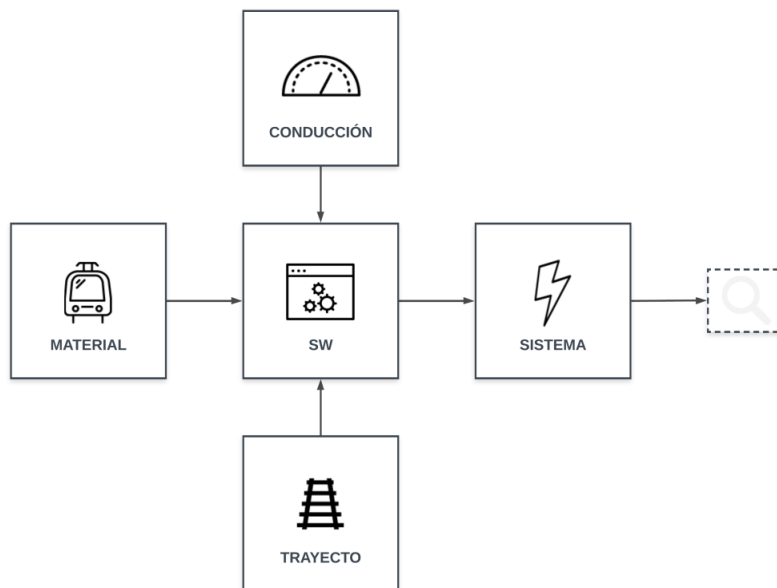 CONDUCCIÓN
MATERIAL
SW
SISTEMA
TRAYECTO